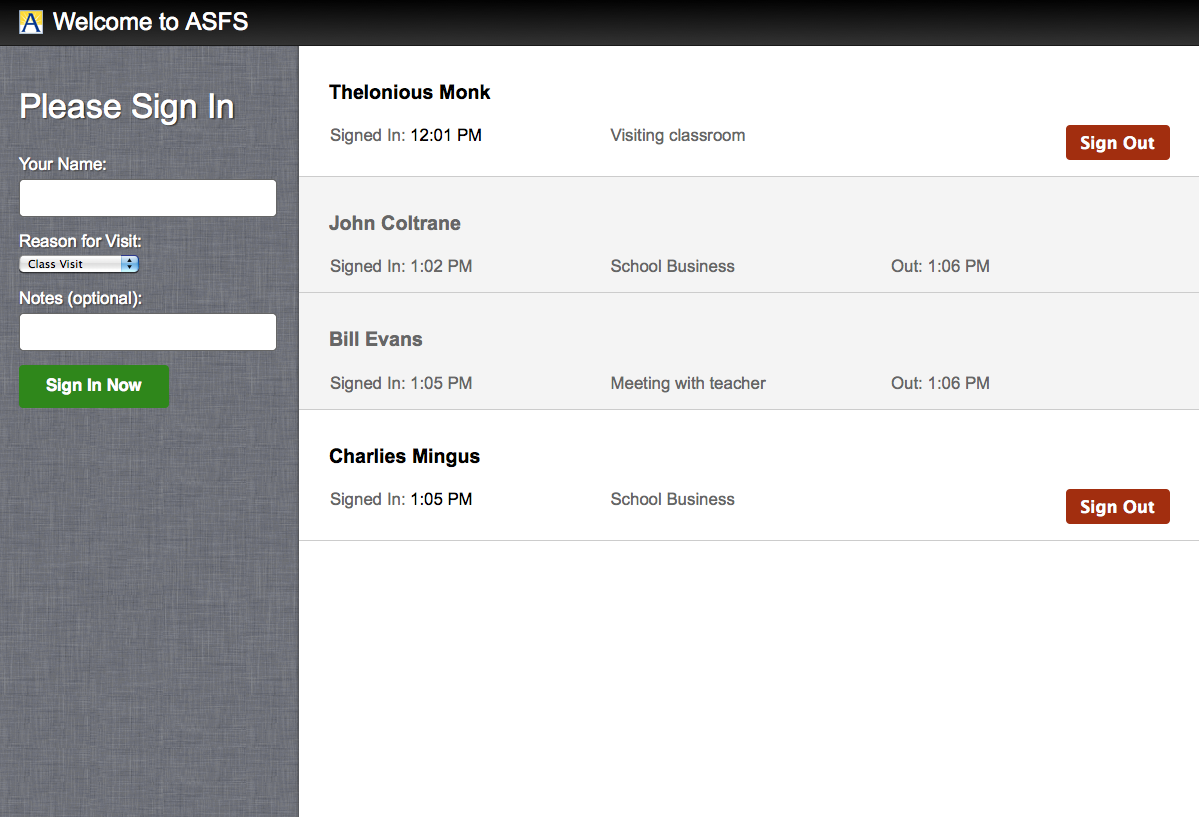 A Welcome to ASFS
Please Sign In
Your Name:
Reason for Visit:
Class Visit
Notes (optional):
Sign In Now
Thelonious Monk
Signed In: 12:01 PM Visiting classroom Sign Out
John Coltrane
Signed In: 1:02 PM School Business Out: 1:06 PM
Bill Evans
Signed In: 1:05 PM Meeting with teacher Out: 1:06 PM
Charlies Mingus
Signed In: 1:05 PM School Business Sign Out